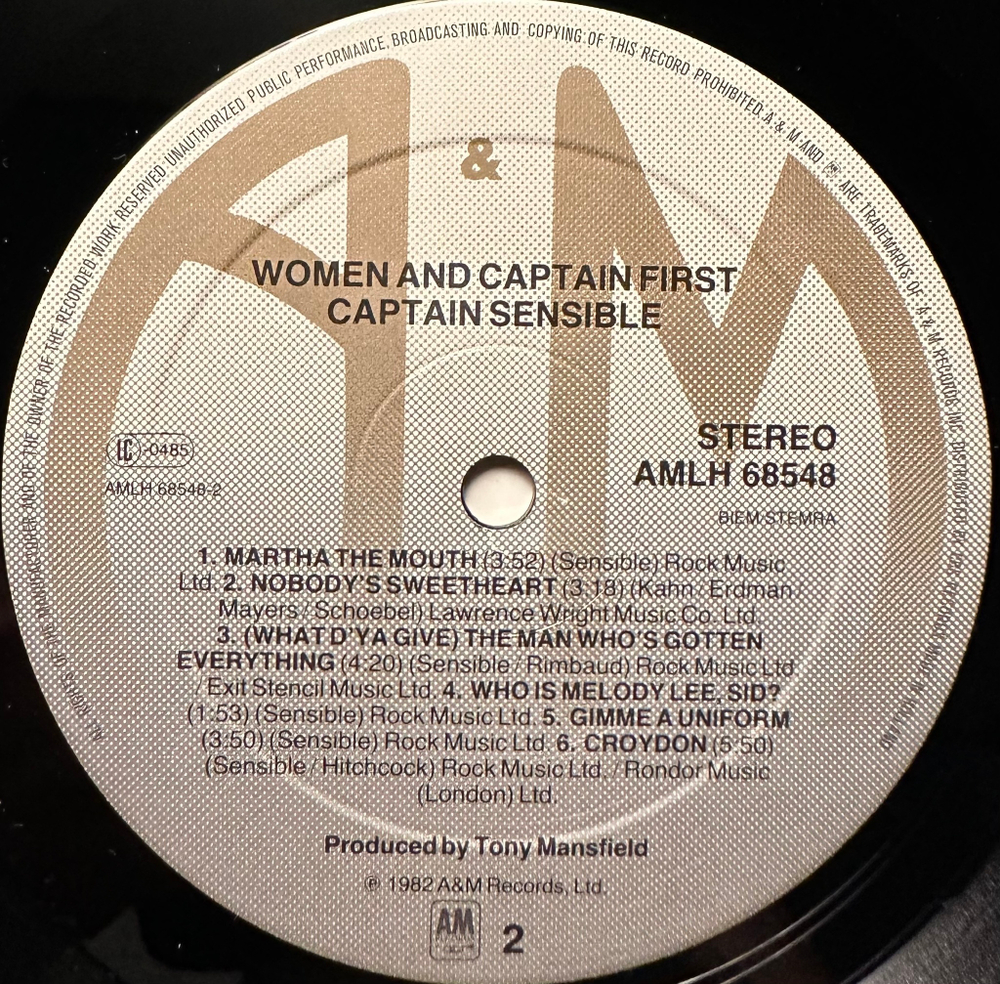 ALL RIGHTS OF THE MANUFACTURER AND OF THE OWNER OF THE RECORDED WORK RESERVED UNAUTHORIZED PUBLIC PERFORMANCE, BROADCASTING AND COPYING OF THIS RECORD PROHIBITED. A & M AND AM ARE TRADEMARKS OF A & M RECORDS INC. DISTRIBUTED BY
&
WOMEN AND CAPTAIN FIRST
CAPTAIN SENSIBLE
LC-0485
AMLH 68548-2
STEREO
AMLH 68548
BIEM·STEMRA
1. MARTHA THE MOUTH (3:52) (Sensible) Rock Music
Ltd. 2. NOBODY'S SWEETHEART (3:18) (Kahn / Erdman /
Mayers / Schoebel) Lawrence Wright Music Co. Ltd.
3. (WHAT D'YA GIVE) THE MAN WHO'S GOTTEN
EVERYTHING (4:20) (Sensible / Rimbaud) Rock Music Ltd
/ Exit Stencil Music Ltd. 4. WHO IS MELODY LEE, SID?
(1:53) (Sensible) Rock Music Ltd. 5. GIMME A UNIFORM
(3:50) (Sensible) Rock Music Ltd. 6. CROYDON (5:50)
(Sensible / Hitchcock) Rock Music Ltd. / Rondor Music
(London) Ltd.
Produced by Tony Mansfield
℗ 1982 A&M Records, Ltd.
AM
2